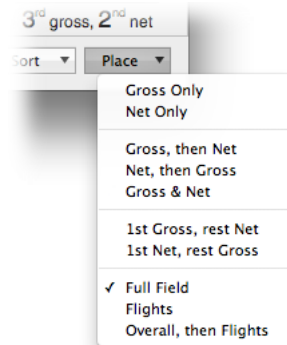 3rd gross, 2nd net
Sort ▼ Place ▼
Gross Only
Net Only
Gross, then Net
Net, then Gross
Gross & Net
1st Gross, rest Net
1st Net, rest Gross
✓ Full Field
Flights
Overall, then Flights